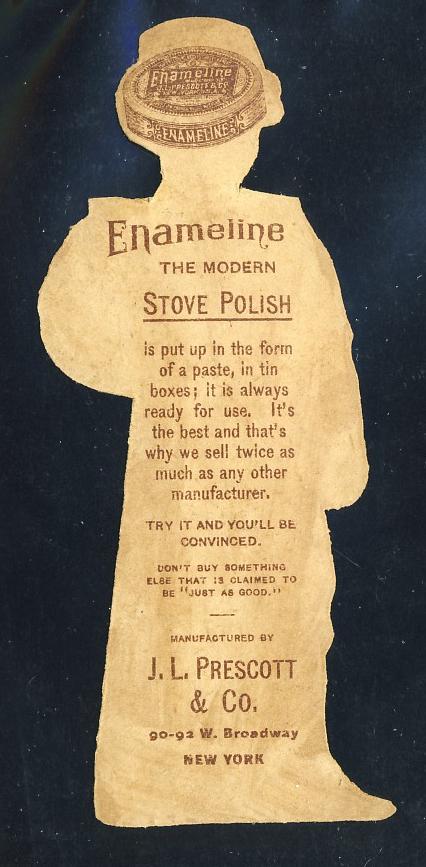 Enameline
J.L. PRESCOTT & CO.
ENAMELINE
Enameline
THE MODERN
STOVE POLISH
is put up in the form
of a paste, in tin
boxes; it is always
ready for use. It's
the best and that's
why we sell twice as
much as any other
manufacturer.
TRY IT AND YOU'LL BE
CONVINCED.
DON'T BUY SOMETHING
ELSE THAT IS CLAIMED TO
BE "JUST AS GOOD."
MANUFACTURED BY
J. L. PRESCOTT
& CO.
90-92 W. Broadway
NEW YORK